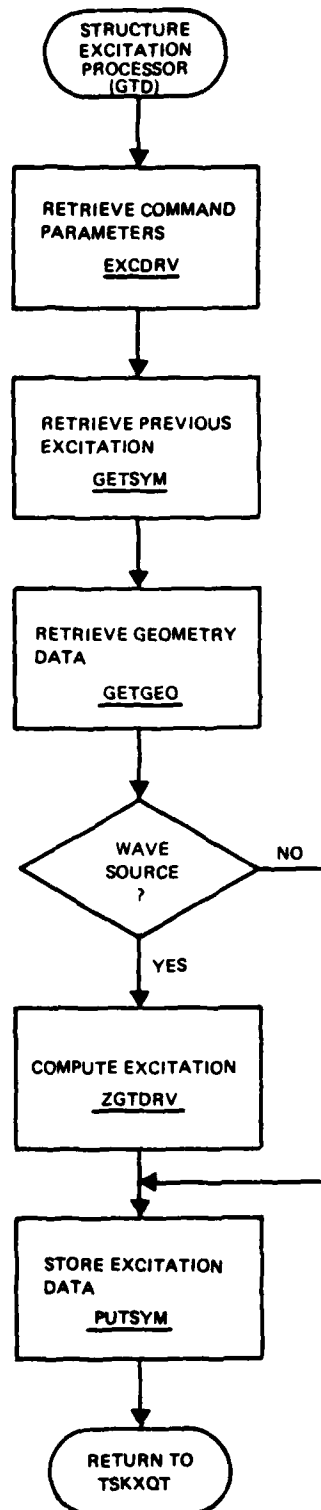 STRUCTURE
EXCITATION
PROCESSOR
(GTD)
RETRIEVE COMMAND
PARAMETERS
EXCDRV
RETRIEVE PREVIOUS
EXCITATION
GETSYM
RETRIEVE GEOMETRY
DATA
GETGEO
WAVE
SOURCE
?
NO
YES
COMPUTE EXCITATION
ZGTDRV
STORE EXCITATION
DATA
PUTSYM
RETURN TO
TSKXQT